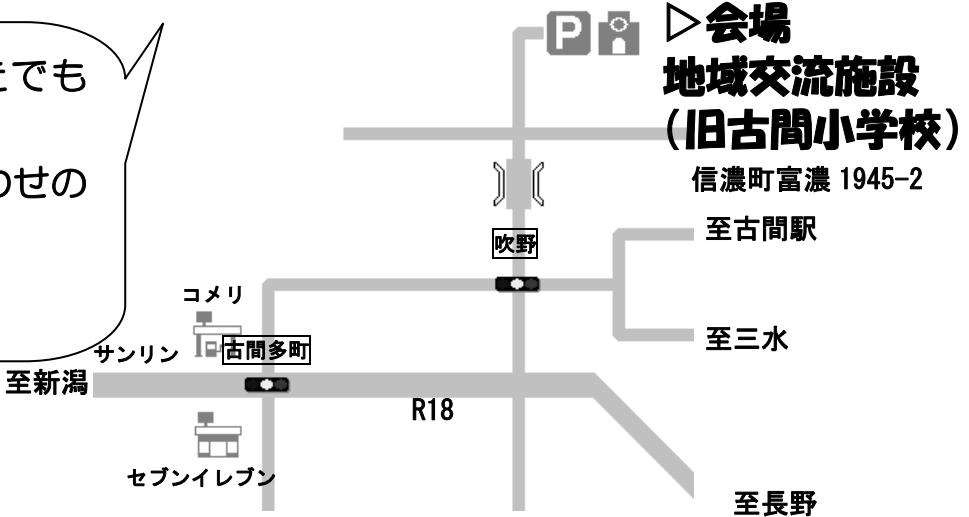 でも
わせの
P
▷会場
地域交流施設
(旧古間小学校)
信濃町富濃 1945-2
至古間駅
吹野
コメリ
至三水
サンリン
古間多町
至新潟
R18
セブンイレブン
至長野